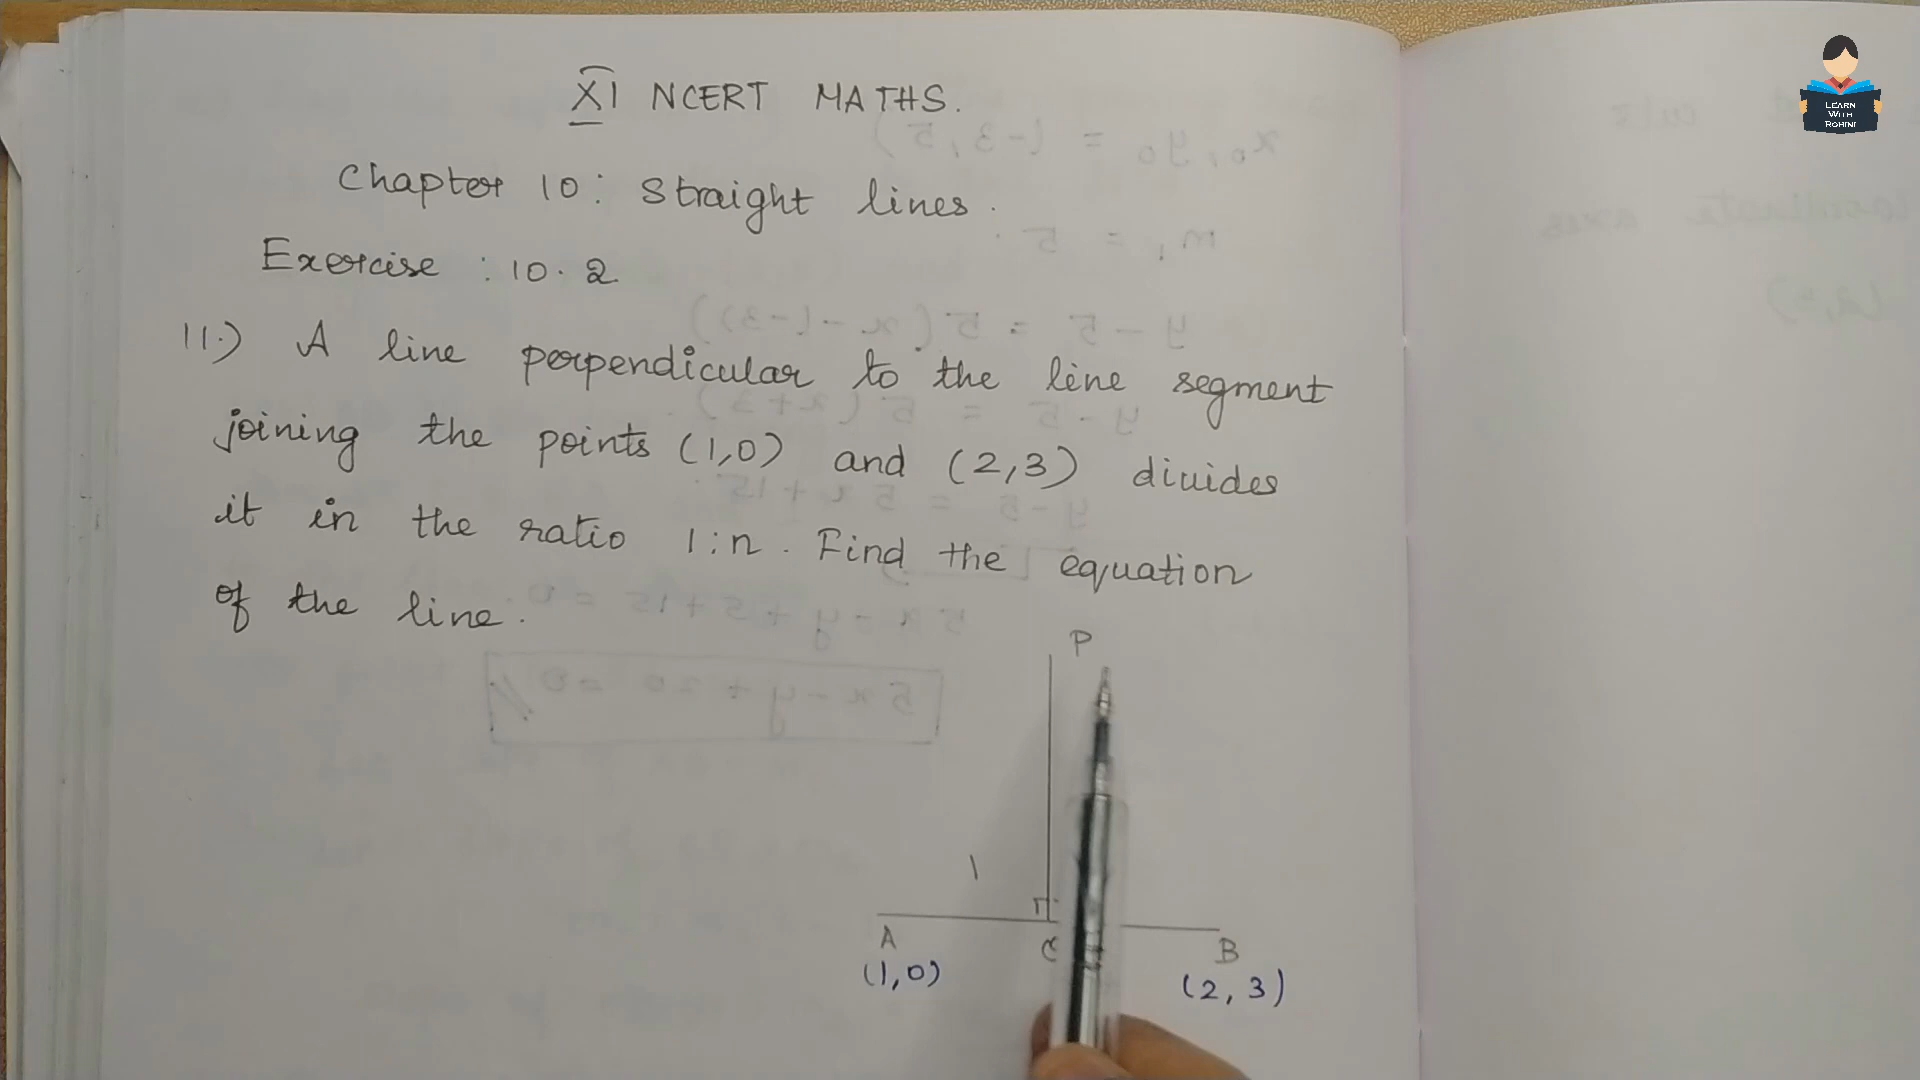 XI NCERT MATHS.
Chapter 10: Straight lines.
Exercise : 10.2
11.) A line perpendicular to the line segment
joining the points (1,0) and (2,3) divides
it in the ratio 1:n. Find the equation
of the line.
P
1
A
C
B
(1,0)
(2,3)
LEARN
WITH
ROHINI